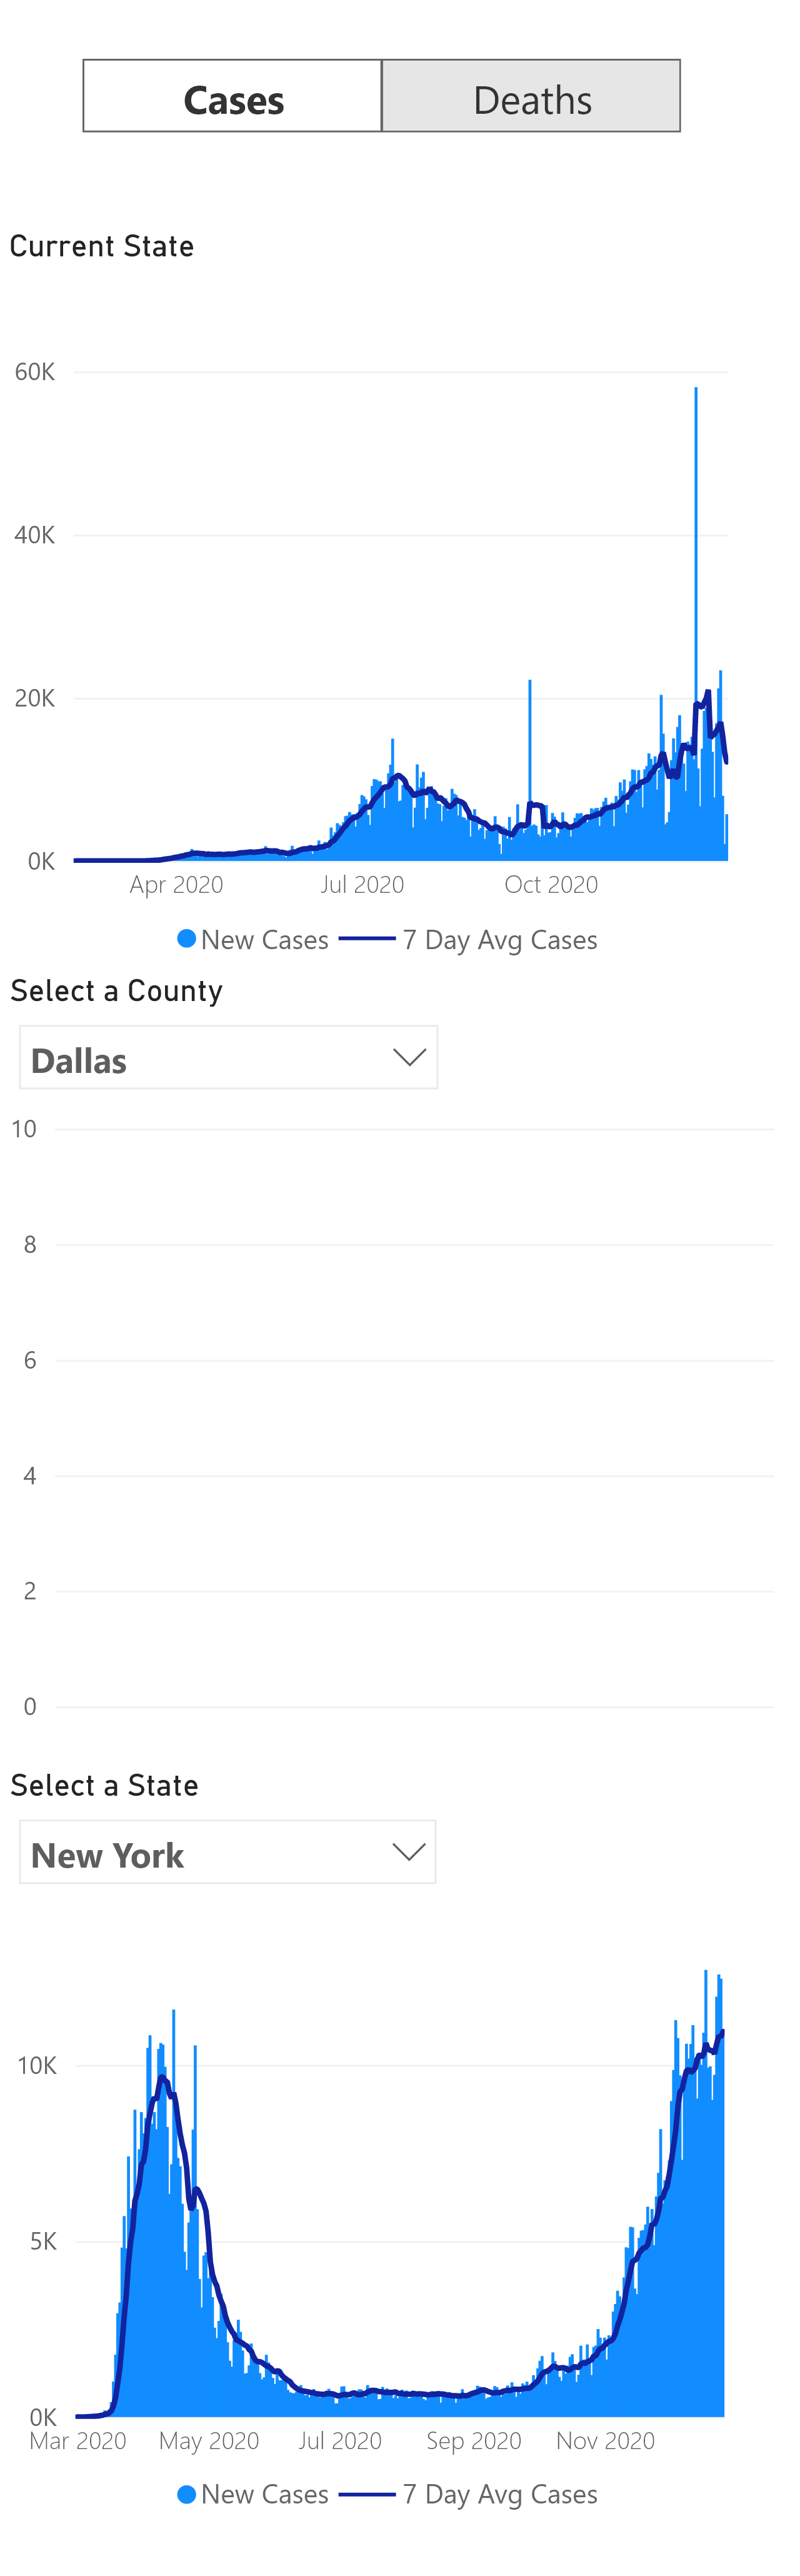 Cases Deaths
Current State
60K
40K
20K
0K
Apr 2020 Jul 2020 Oct 2020
New Cases 7 Day Avg Cases
Select a County
Dallas
10
8
6
4
2
0
Select a State
New York
10K
5K
0K
Mar 2020 May 2020 Jul 2020 Sep 2020 Nov 2020
New Cases 7 Day Avg Cases